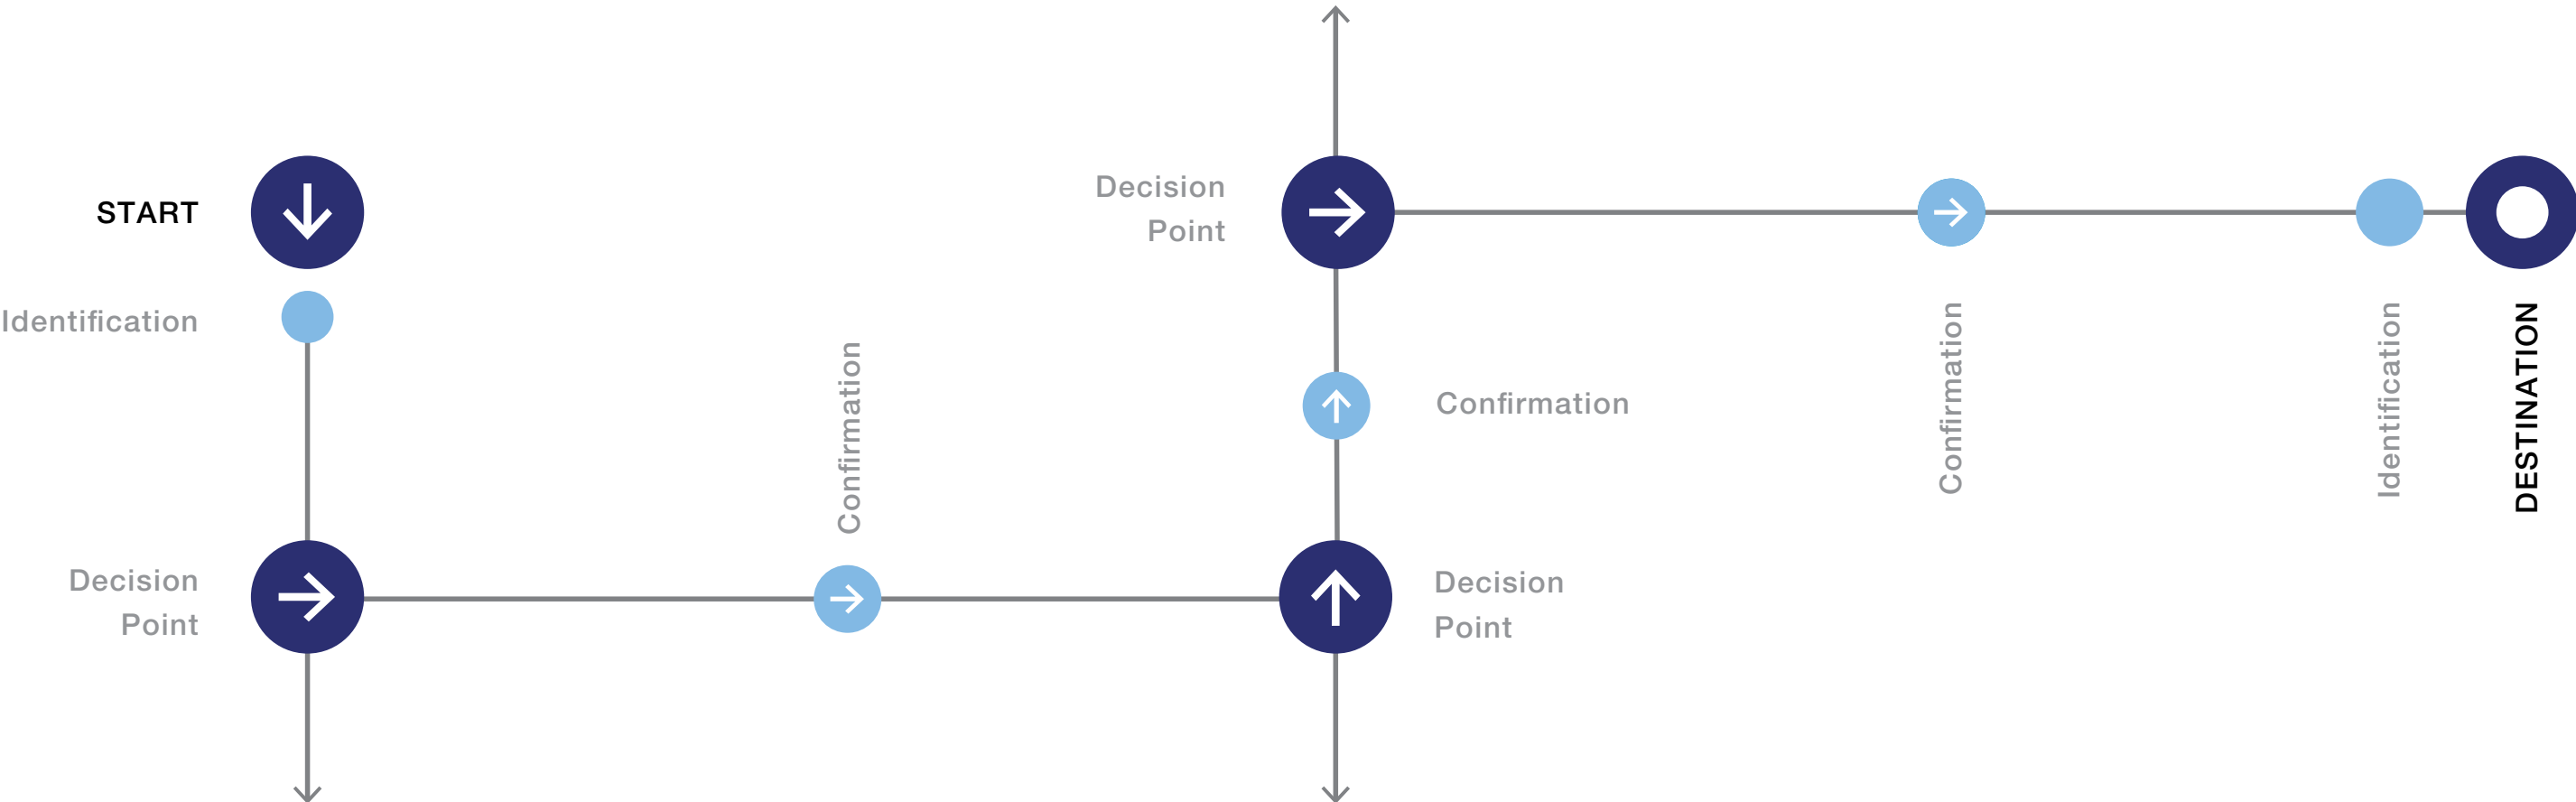 START
Identification
Decision
Point
Confirmation
Decision
Point
Confirmation
Decision
Point
Confirmation
Identification
DESTINATION